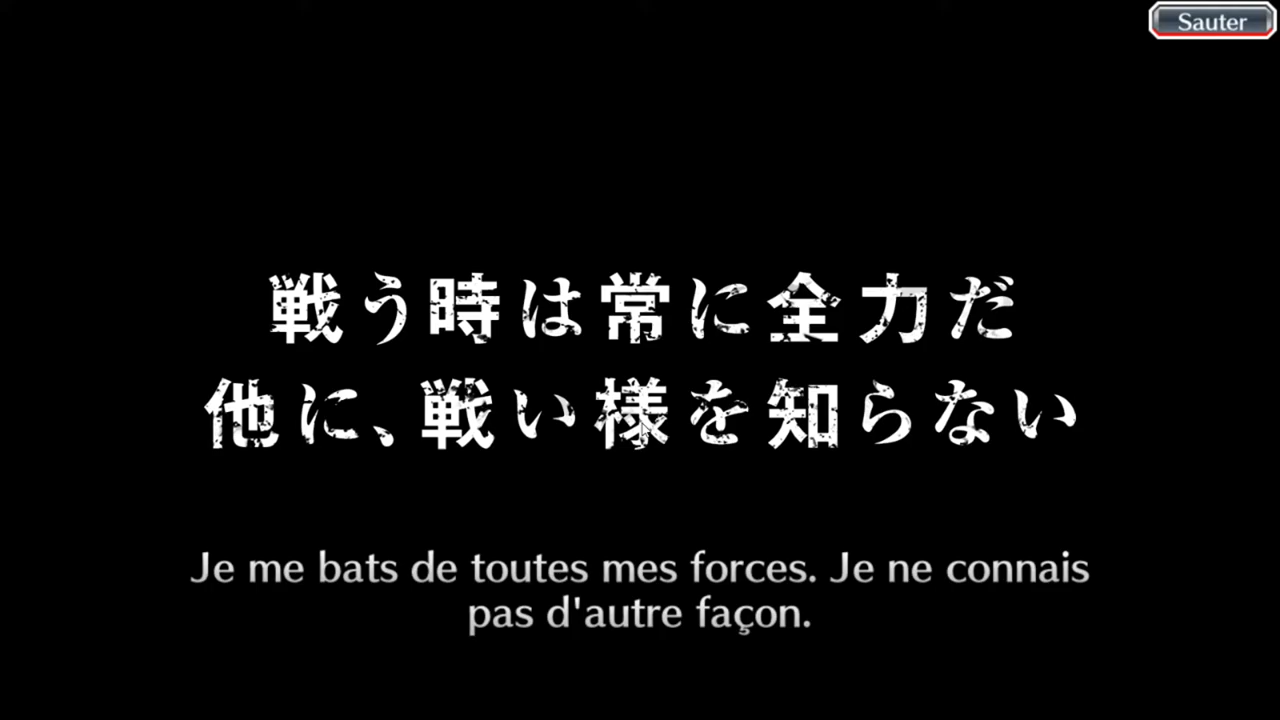 Sauter
戦う時は常に全力だ
他に、戦い様を知らない
Je me bats de toutes mes forces. Je ne connais
pas d'autre façon.